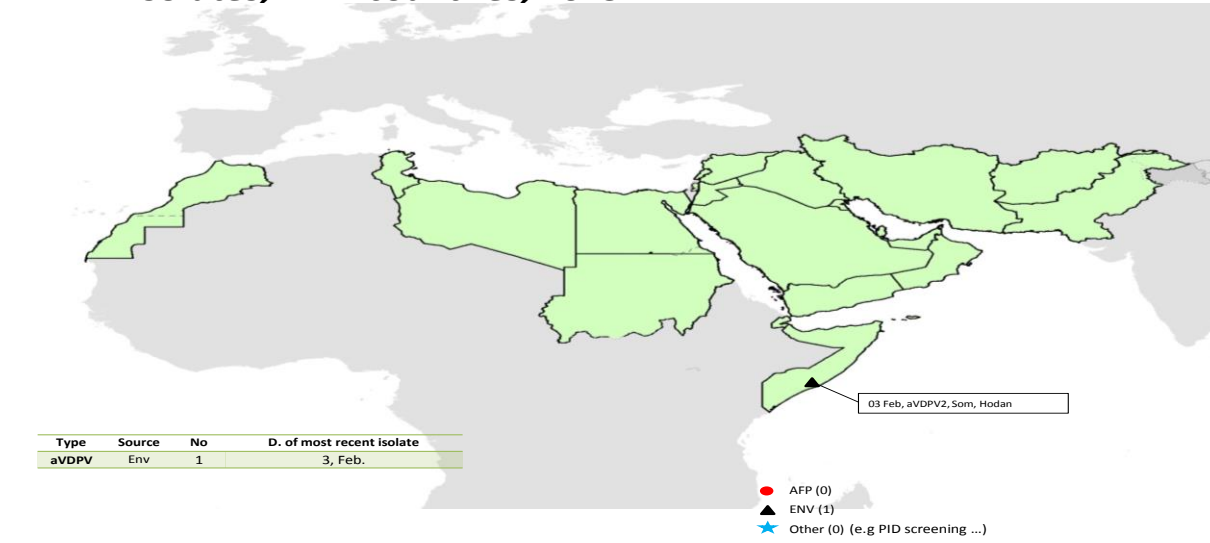 03 Feb, aVDPV2, Som, Hodan
Type Source No D. of most recent isolate
aVDPV Env 1 3, Feb.
AFP (0)
ENV (1)
Other (0) (e.g PID screening ...)